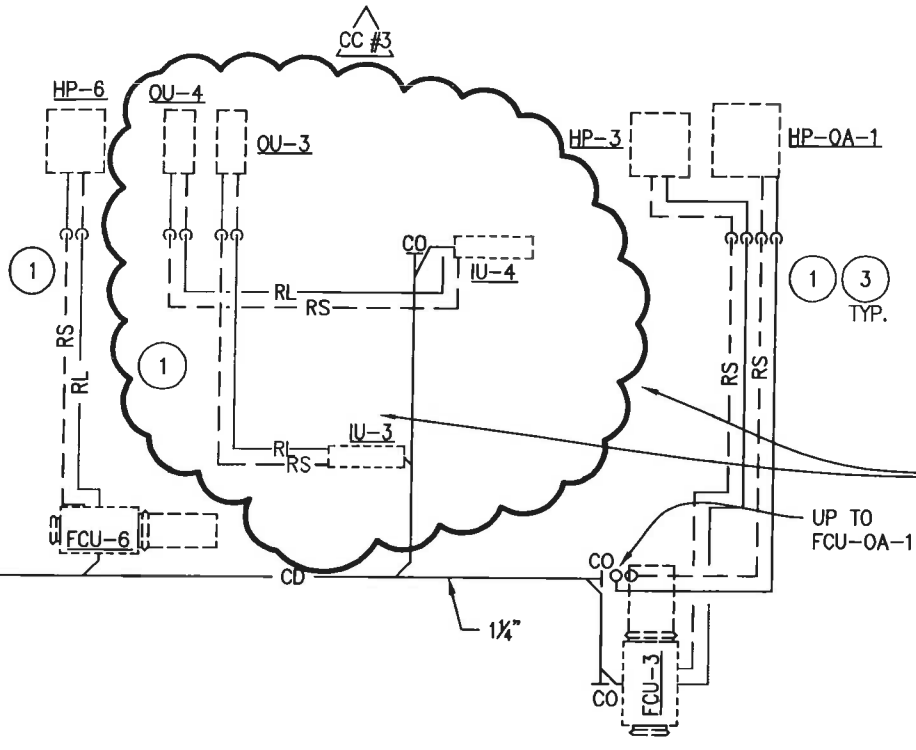 CC #3
HP-6
OU-4
OU-3
HP-3
HP-OA-1
CO
IU-4
1
1
3
TYP.
RL
RS
RS
RL
1
RS
RS
IU-3
RL
RS
UP TO
FCU-OA-1
FCU-6
CO
CD
1¼"
FCU-3
CO